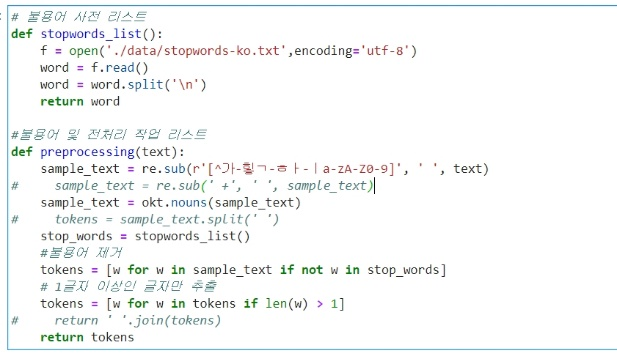 # 불용어 사전 리스트
def stopwords_list():
    f = open('./data/stopwords-ko.txt',encoding='utf-8')
    word = f.read()
    word = word.split('\n')
    return word

#불용어 및 전처리 작업 리스트
def preprocessing(text):
    sample_text = re.sub(r'[^가-힣ㄱ-ㅎㅏ-ㅣa-zA-Z0-9]', ' ', text)
#     sample_text = re.sub(' +', ' ', sample_text)
    sample_text = okt.nouns(sample_text)
#     tokens = sample_text.split(' ')
    stop_words = stopwords_list()
    #불용어 제거
    tokens = [w for w in sample_text if not w in stop_words]
    # 1글자 이상인 글자만 추출
    tokens = [w for w in tokens if len(w) > 1]
#     return ' '.join(tokens)
    return tokens